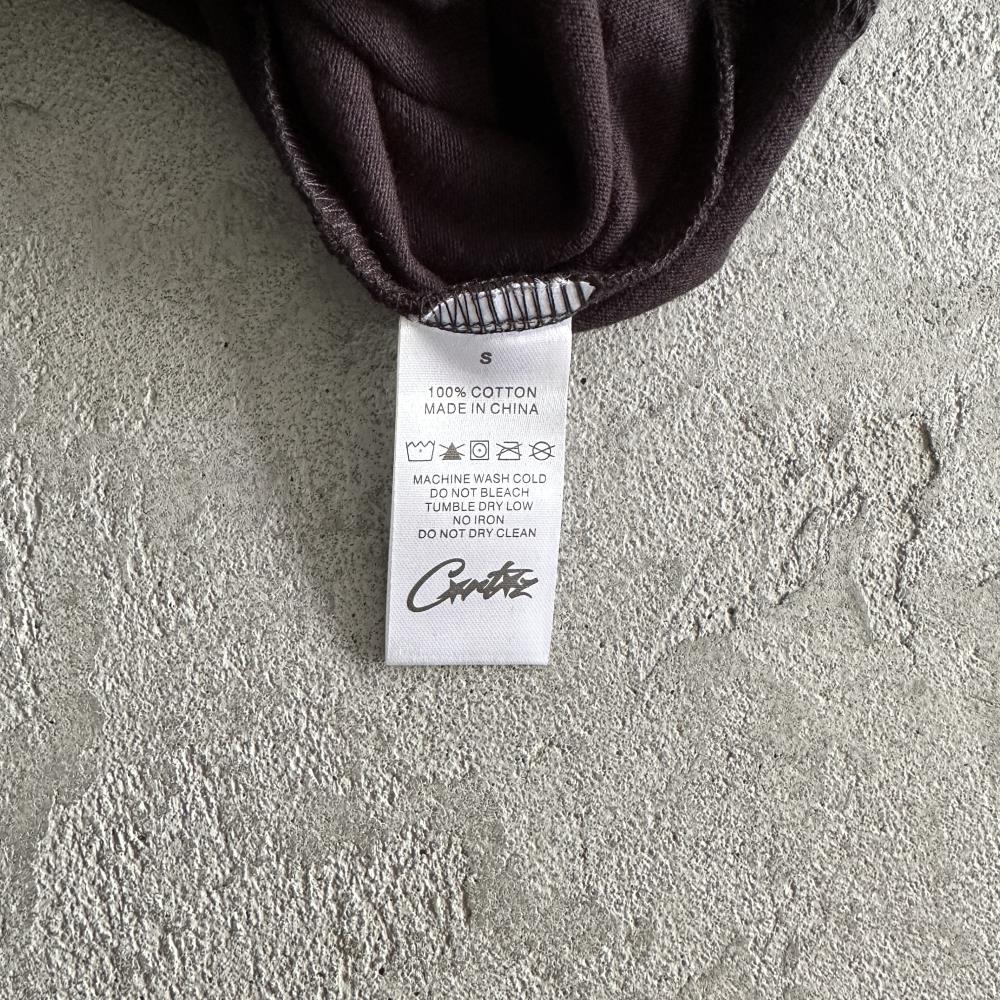 S
100% COTTON
MADE IN CHINA
MACHINE WASH COLD
DO NOT BLEACH
TUMBLE DRY LOW
NO IRON
DO NOT DRY CLEAN
Corteiz